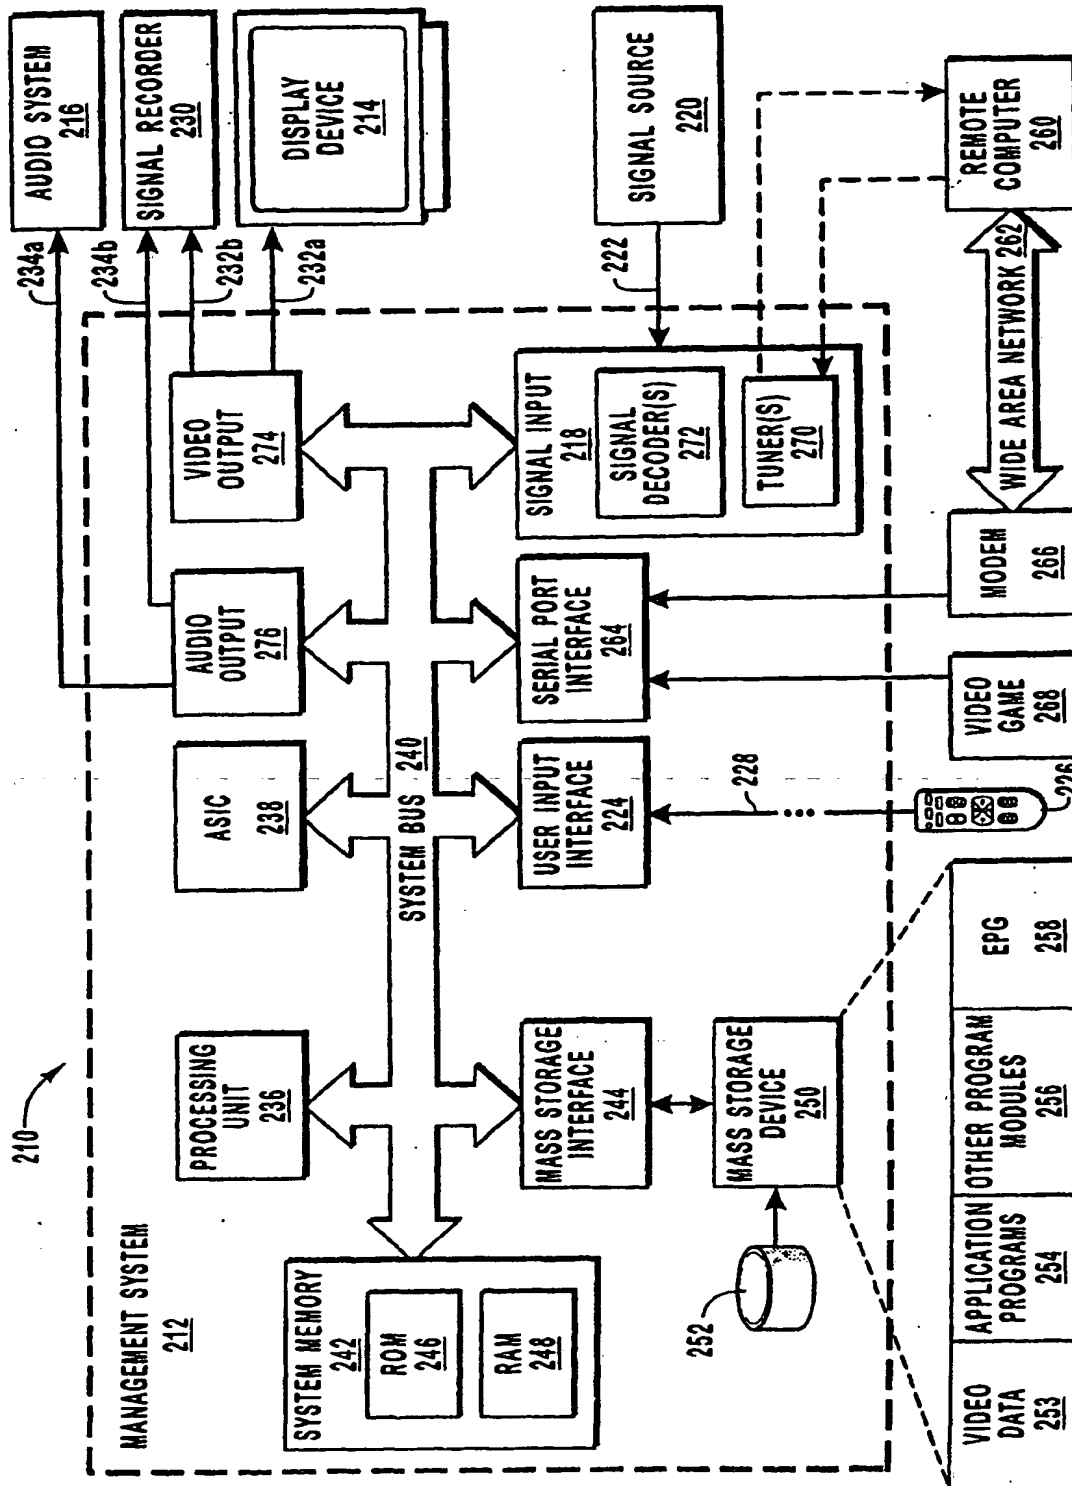 210
MANAGEMENT SYSTEM
212
AUDIO SYSTEM
216
234a
SIGNAL RECORDER
230
234b
232b
DISPLAY
DEVICE
214
232a
PROCESSING
UNIT
236
ASIC
238
AUDIO
OUTPUT
276
VIDEO
OUTPUT
274
SYSTEM BUS 240
SYSTEM MEMORY
242
ROM
246
RAM
248
MASS STORAGE
INTERFACE
244
USER INPUT
INTERFACE
224
SERIAL PORT
INTERFACE
264
SIGNAL INPUT
218
SIGNAL
DECODER(S)
272
TUNER(S)
270
SIGNAL SOURCE
220
222
252
MASS STORAGE
DEVICE
250
228
226
VIDEO
DATA
253
APPLICATION
PROGRAMS
254
OTHER PROGRAM
MODULES
256
EPG
258
VIDEO
GAME
268
MODEM
266
WIDE AREA NETWORK 262
REMOTE
COMPUTER
260